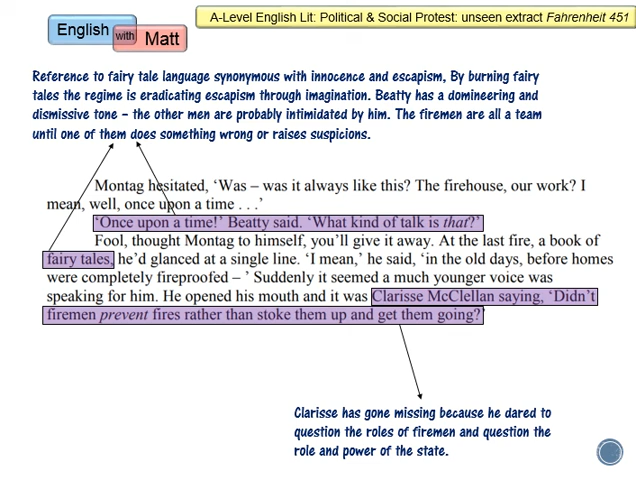 English with Matt
A-Level English Lit: Political & Social Protest: unseen extract Fahrenheit 451
Reference to fairy tale language synonymous with innocence and escapism, By burning fairy
tales the regime is eradicating escapism through imagination. Beatty has a domineering and
dismissive tone – the other men are probably intimidated by him. The firemen are all a team
until one of them does something wrong or raises suspicions.
Montag hesitated, ‘Was – was it always like this? The firehouse, our work? I
mean, well, once upon a time . . .’
‘Once upon a time!’ Beatty said. ‘What kind of talk is that?’
Fool, thought Montag to himself, you’ll give it away. At the last fire, a book of
fairy tales, he’d glanced at a single line. ‘I mean,’ he said, ‘in the old days, before homes
were completely fireproofed – ’ Suddenly it seemed a much younger voice was
speaking for him. He opened his mouth and it was Clarisse McClellan saying, ‘Didn’t
firemen prevent fires rather than stoke them up and get them going?’
Clarisse has gone missing because he dared to
question the roles of firemen and question the
role and power of the state.